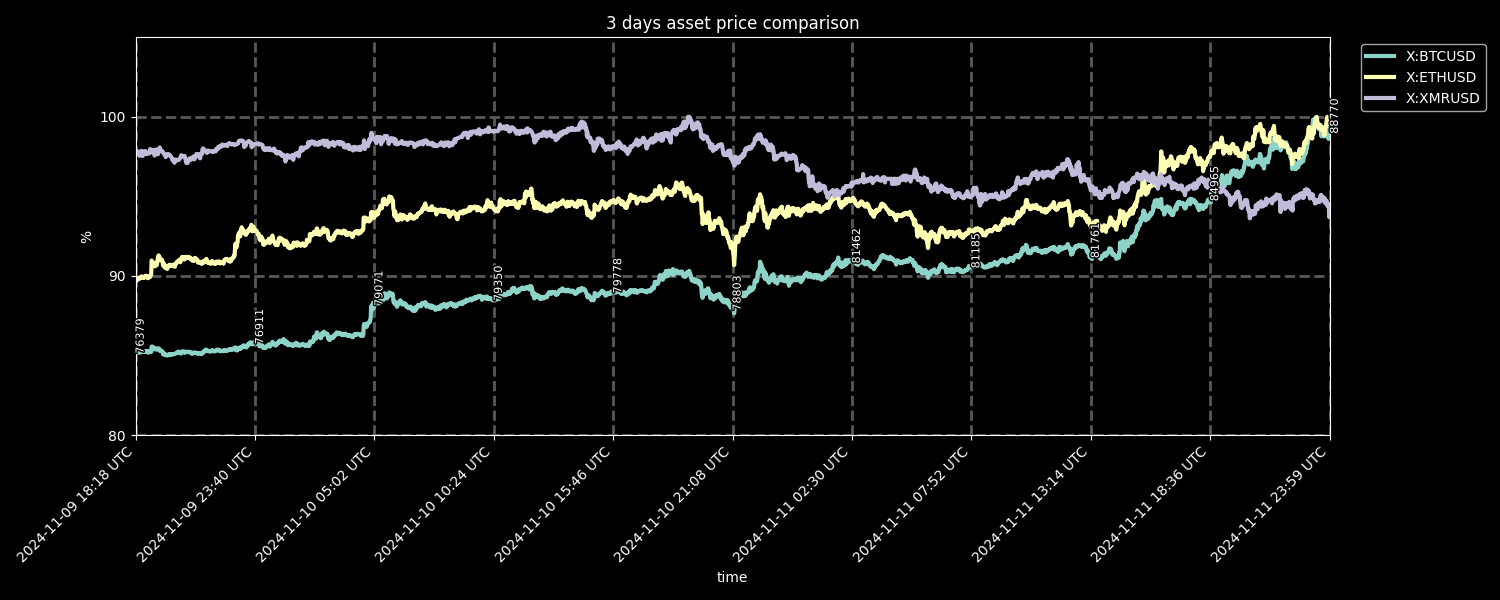 3 days asset price comparison
X:BTCUSD
X:ETHUSD
X:XMRUSD
100
90
80
%
76379
76911
79071
79350
79778
78803
81462
81185
81761
84965
88770
2024-11-09 18:18 UTC
2024-11-09 23:40 UTC
2024-11-10 05:02 UTC
2024-11-10 10:24 UTC
2024-11-10 15:46 UTC
2024-11-10 21:08 UTC
2024-11-11 02:30 UTC
2024-11-11 07:52 UTC
2024-11-11 13:14 UTC
2024-11-11 18:36 UTC
2024-11-11 23:59 UTC
time